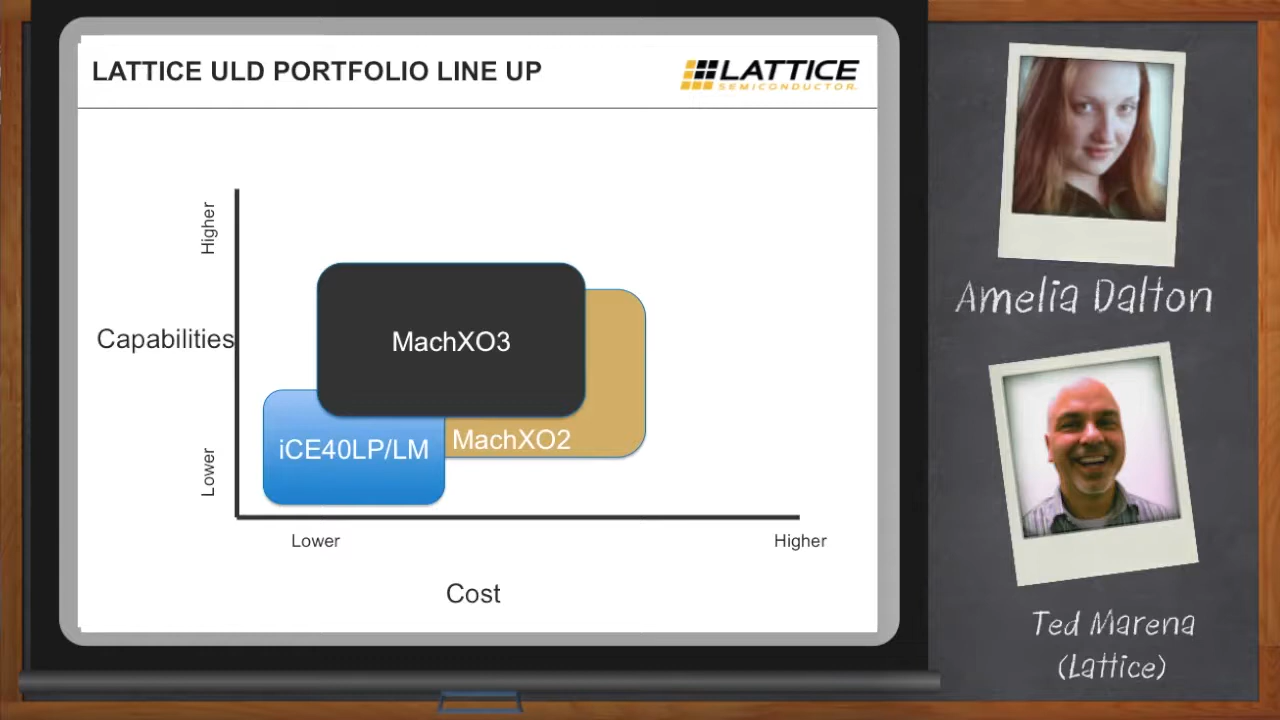 LATTICE ULD PORTFOLIO LINE UP
LATTICE
SEMICONDUCTOR.
Higher
Capabilities
Lower
MachXO3
iCE40LP/LM
MachXO2
Lower
Higher
Cost
Amelia Dalton
Ted Marena
(Lattice)